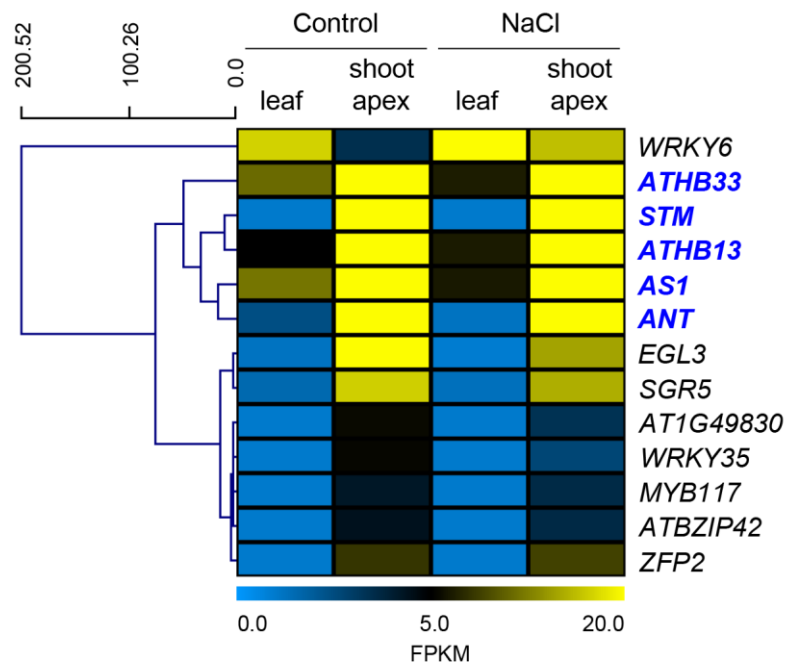 Control NaCl
200.52 100.26 0.0
leaf shoot apex leaf shoot apex
WRKY6
ATHB33
STM
ATHB13
AS1
ANT
EGL3
SGR5
AT1G49830
WRKY35
MYB117
ATBZIP42
ZFP2
0.0 5.0 20.0
FPKM